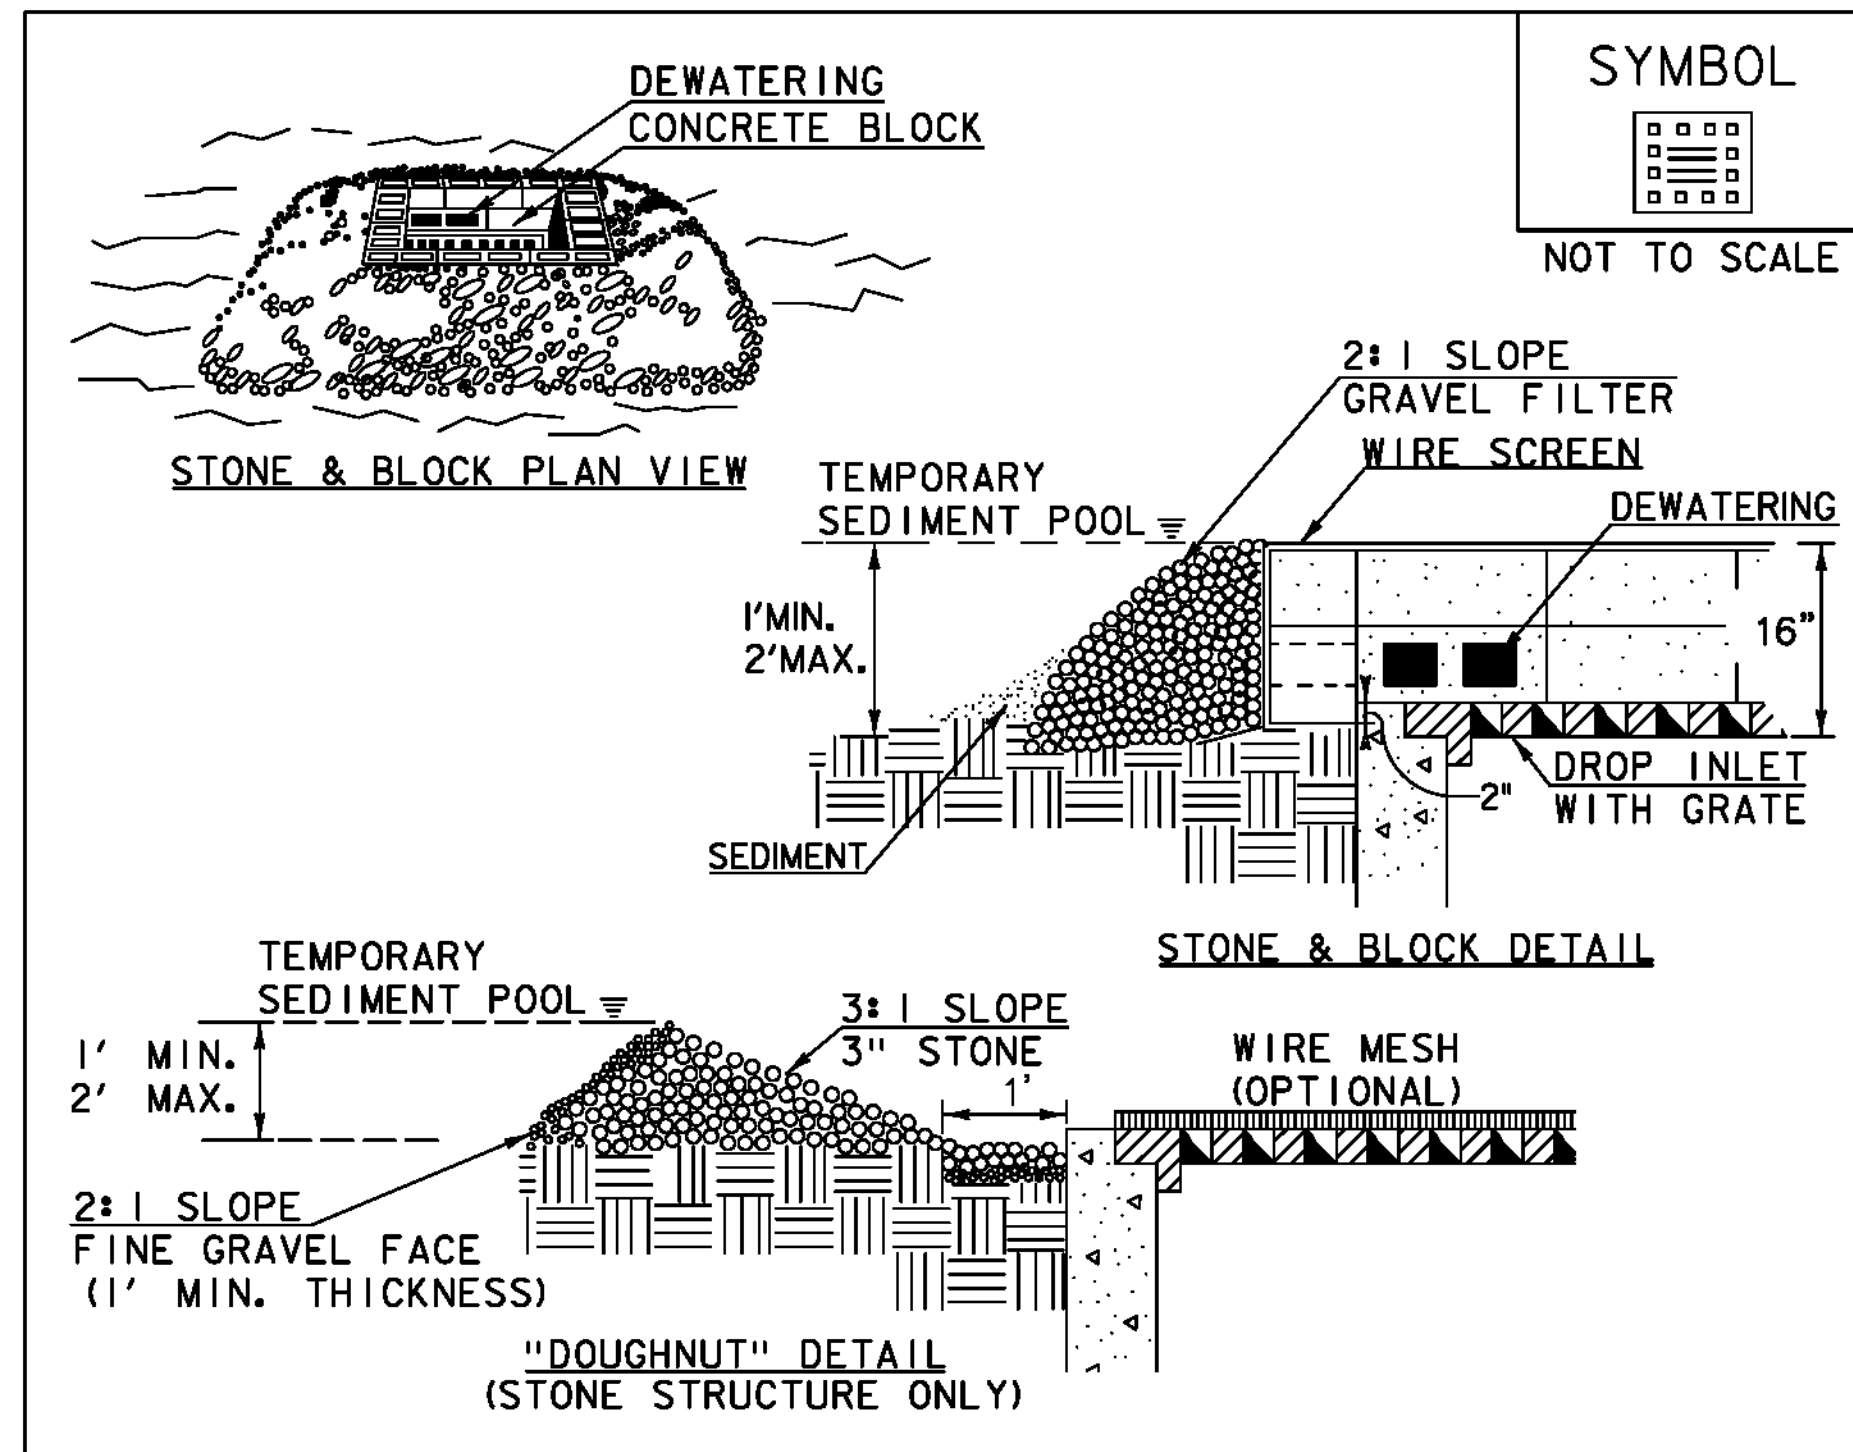 SYMBOL
NOT TO SCALE
DEWATERING
CONCRETE BLOCK
STONE & BLOCK PLAN VIEW
2:1 SLOPE
GRAVEL FILTER
WIRE SCREEN
DEWATERING
TEMPORARY
SEDIMENT POOL
1'MIN.
2'MAX.
16"
2"
DROP INLET
WITH GRATE
SEDIMENT
STONE & BLOCK DETAIL
TEMPORARY
SEDIMENT POOL
1' MIN.
2' MAX.
3:1 SLOPE
3" STONE
1'
WIRE MESH
(OPTIONAL)
2:1 SLOPE
FINE GRAVEL FACE
(1' MIN. THICKNESS)
"DOUGHNUT" DETAIL
(STONE STRUCTURE ONLY)